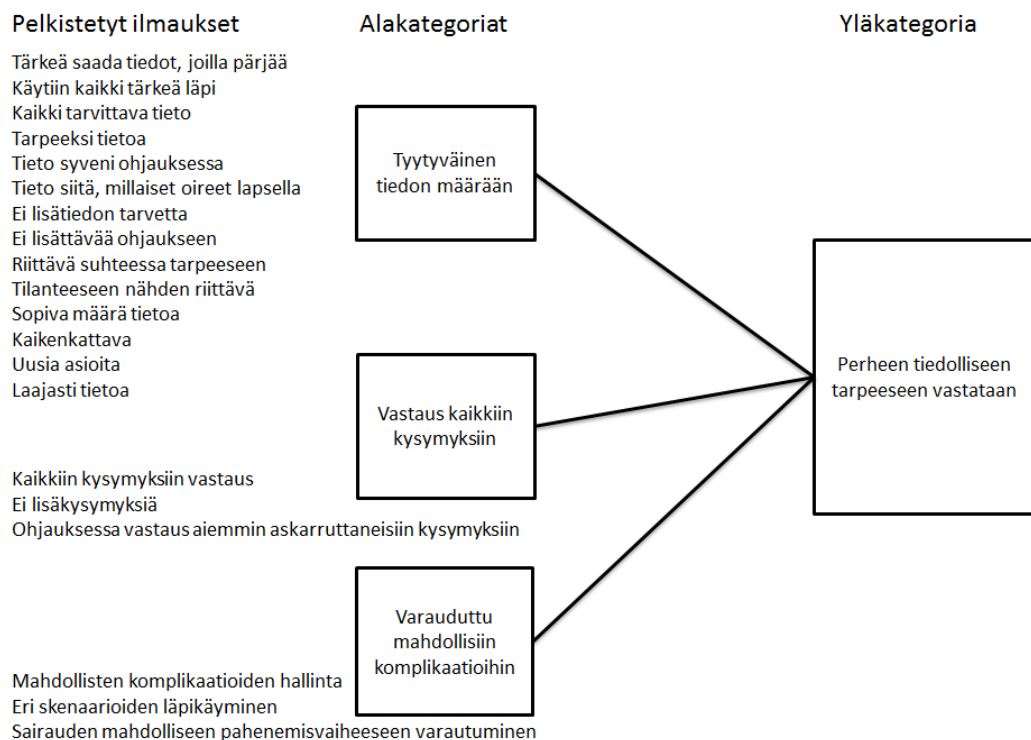 Pelkistetyt ilmaukset
Alakategoriat
Yläkategoria
Tärkeä saada tiedot, joilla pärjää
Käytiin kaikki tärkeä läpi
Kaikki tarvittava tieto
Tarpeeksi tietoa
Tieto syveni ohjauksessa
Tieto siitä, millaiset oireet lapsella
Ei lisätiedon tarvetta
Ei lisättävää ohjaukseen
Riittävä suhteessa tarpeeseen
Tilanteeseen nähden riittävä
Sopiva määrä tietoa
Kaikenkattava
Uusia asioita
Laajasti tietoa
Kaikkiin kysymyksiin vastaus
Ei lisäkysymyksiä
Ohjauksessa vastaus aiemmin askarruttaneisiin kysymyksiin
Mahdollisten komplikaatioiden hallinta
Eri skenaarioiden läpikäyminen
Sairauden mahdolliseen pahenemisvaiheeseen varautuminen
Tyytyväinen
tiedon määrään
Vastaus kaikkiin
kysymyksiin
Varauduttu
mahdollisiin
komplikaatioihin
Perheen tiedolliseen
tarpeeseen vastataan